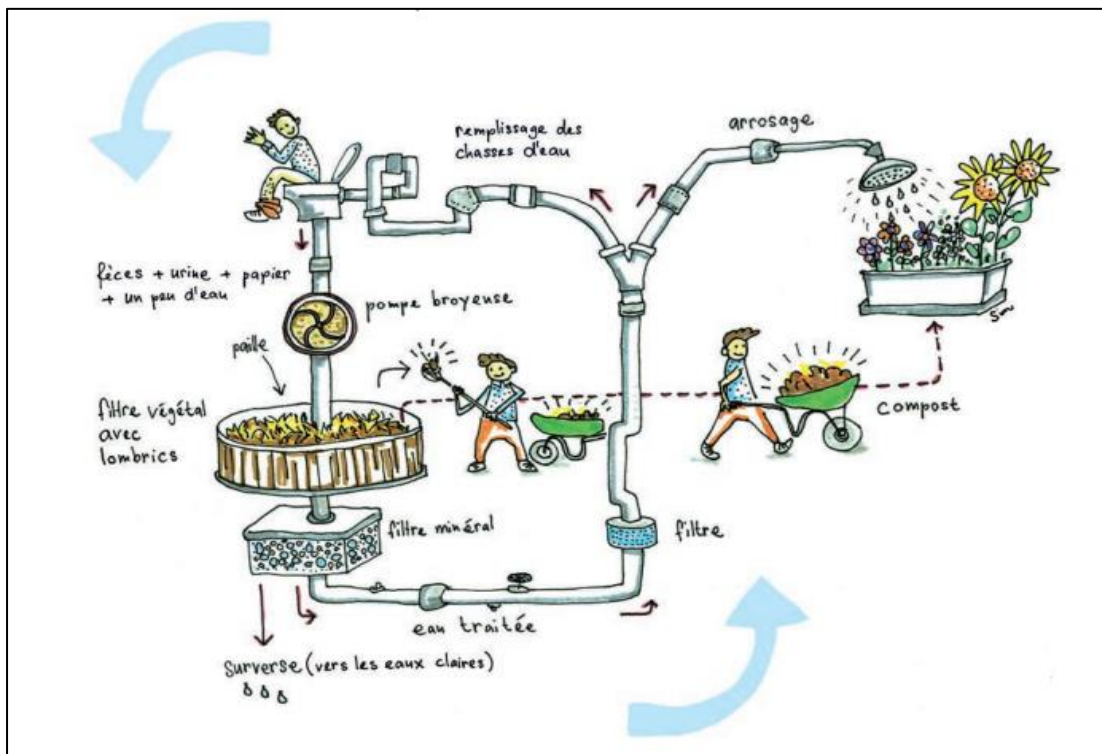 remplissage des
chasses d'eau
arrosage
fèces + urine + papier
+ un peu d'eau
pompe broyeuse
paille
filtre végétal
avec
lombrics
compost
filtre minéral
filtre
eau traitée
surverse (vers les eaux claires)